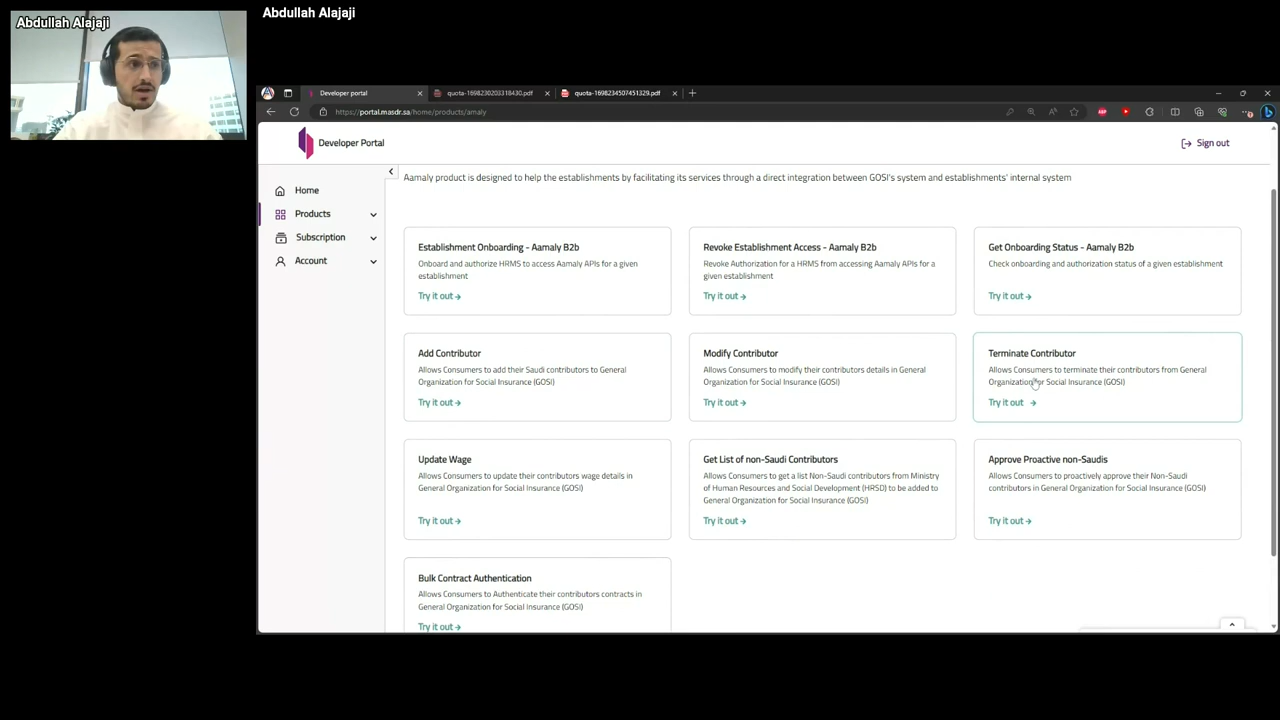 Abdullah Alajaji
Abdullah Alajaji
Developer portal
quota-1698230203318430.pdf
quota-1698234507451329.pdf
https://portal.masdr.sa/home/products/amaly
Developer Portal
Sign out
Home
Products
Subscription
Account
Aamaly product is designed to help the establishments by facilitating its services through a direct integration between GOSI's system and establishments' internal system
Establishment Onboarding - Aamaly B2b
Onboard and authorize HRMS to access Aamaly APIs for a given
establishment
Try it out →
Revoke Establishment Access - Aamaly B2b
Revoke Authorization for a HRMS from accessing Aamaly APIs for a
given establishment
Try it out →
Get Onboarding Status - Aamaly B2b
Check onboarding and authorization status of a given establishment
Try it out →
Add Contributor
Allows Consumers to add their Saudi contributors to General
Organization for Social Insurance (GOSI)
Try it out →
Modify Contributor
Allows Consumers to modify their contributors details in General
Organization for Social Insurance (GOSI)
Try it out →
Terminate Contributor
Allows Consumers to terminate their contributors from General
Organization for Social Insurance (GOSI)
Try it out →
Update Wage
Allows Consumers to update their contributors wage details in
General Organization for Social Insurance (GOSI)
Try it out →
Get List of non-Saudi Contributors
Allows Consumers to get a list Non-Saudi contributors from Ministry
of Human Resources and Social Development (HRSD) to be added to
General Organization for Social Insurance (GOSI)
Try it out →
Approve Proactive non-Saudis
Allows Consumers to proactively approve their Non-Saudi
contributors in General Organization for Social Insurance (GOSI)
Try it out →
Bulk Contract Authentication
Allows Consumers to Authenticate their contributors contracts in
General Organization for Social Insurance (GOSI)
Try it out →